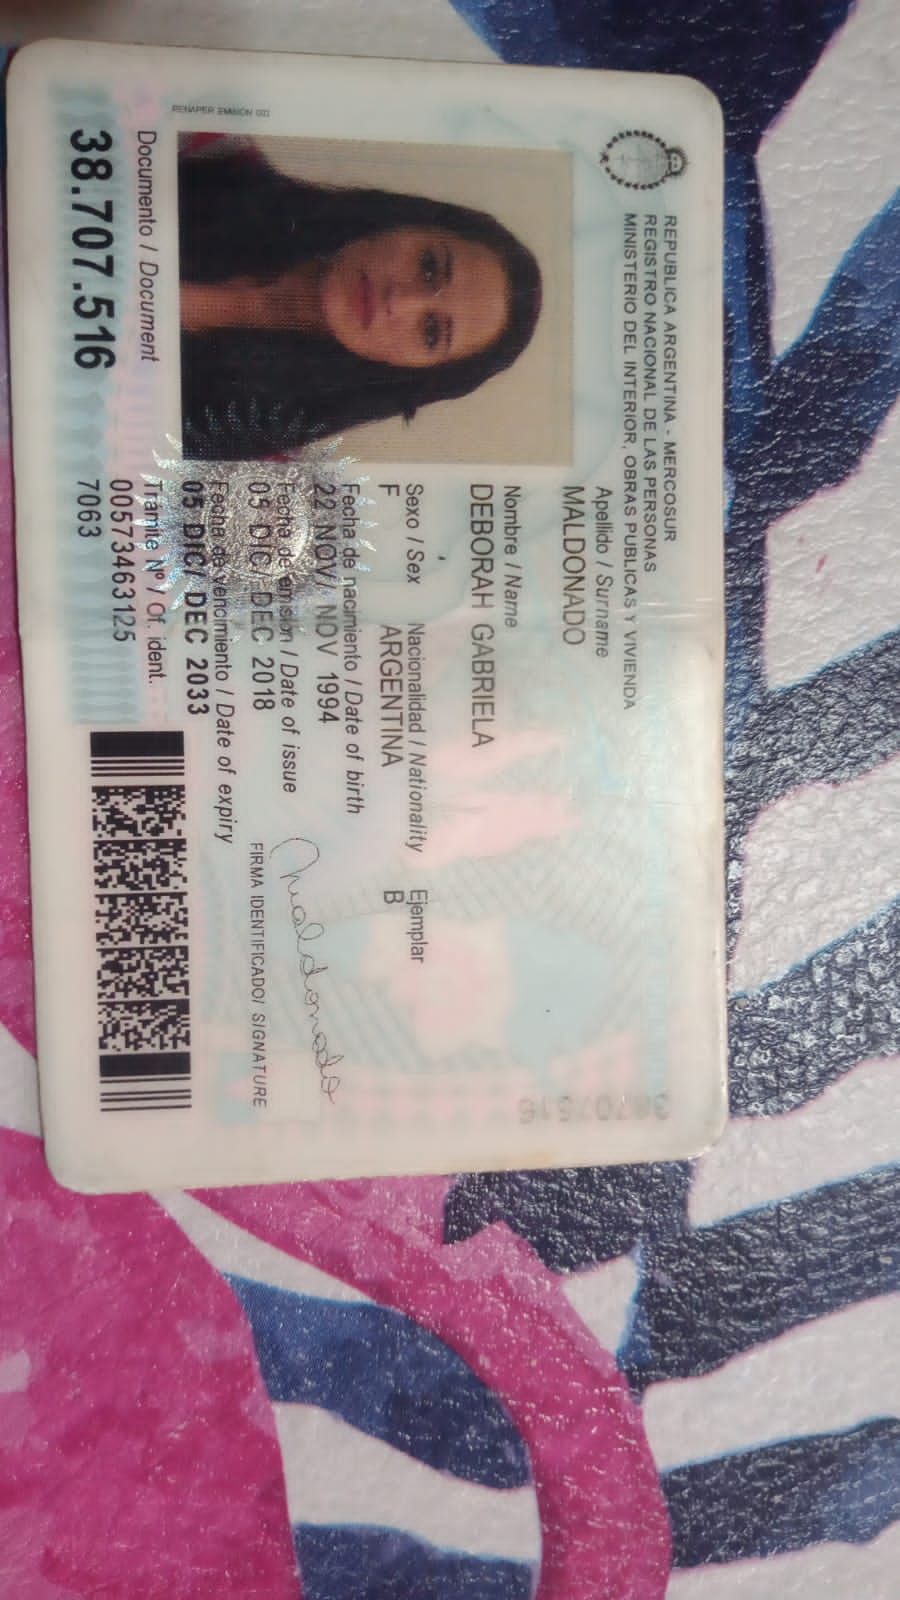 REPUBLICA ARGENTINA - MERCOSUR
REGISTRO NACIONAL DE LAS PERSONAS
MINISTERIO DEL INTERIOR, OBRAS PUBLICAS Y VIVIENDA
Apellido / Surname
MALDONADO
Nombre / Name
DEBORAH GABRIELA
Sexo / Sex Nacionalidad / Nationality Ejemplar
F ARGENTINA B
Fecha de nacimiento / Date of birth
22 NOV/ NOV 1994
Fecha de emisión / Date of issue
05 DIC/ DEC 2018
Fecha de vencimiento / Date of expiry
05 DIC/ DEC 2033
Maldonado
FIRMA IDENTIFICADO/ SIGNATURE
RENAPER EMISION 001
Documento / Document
38.707.516
Trámite Nº / Of. ident.
00573463125
7063
38707516